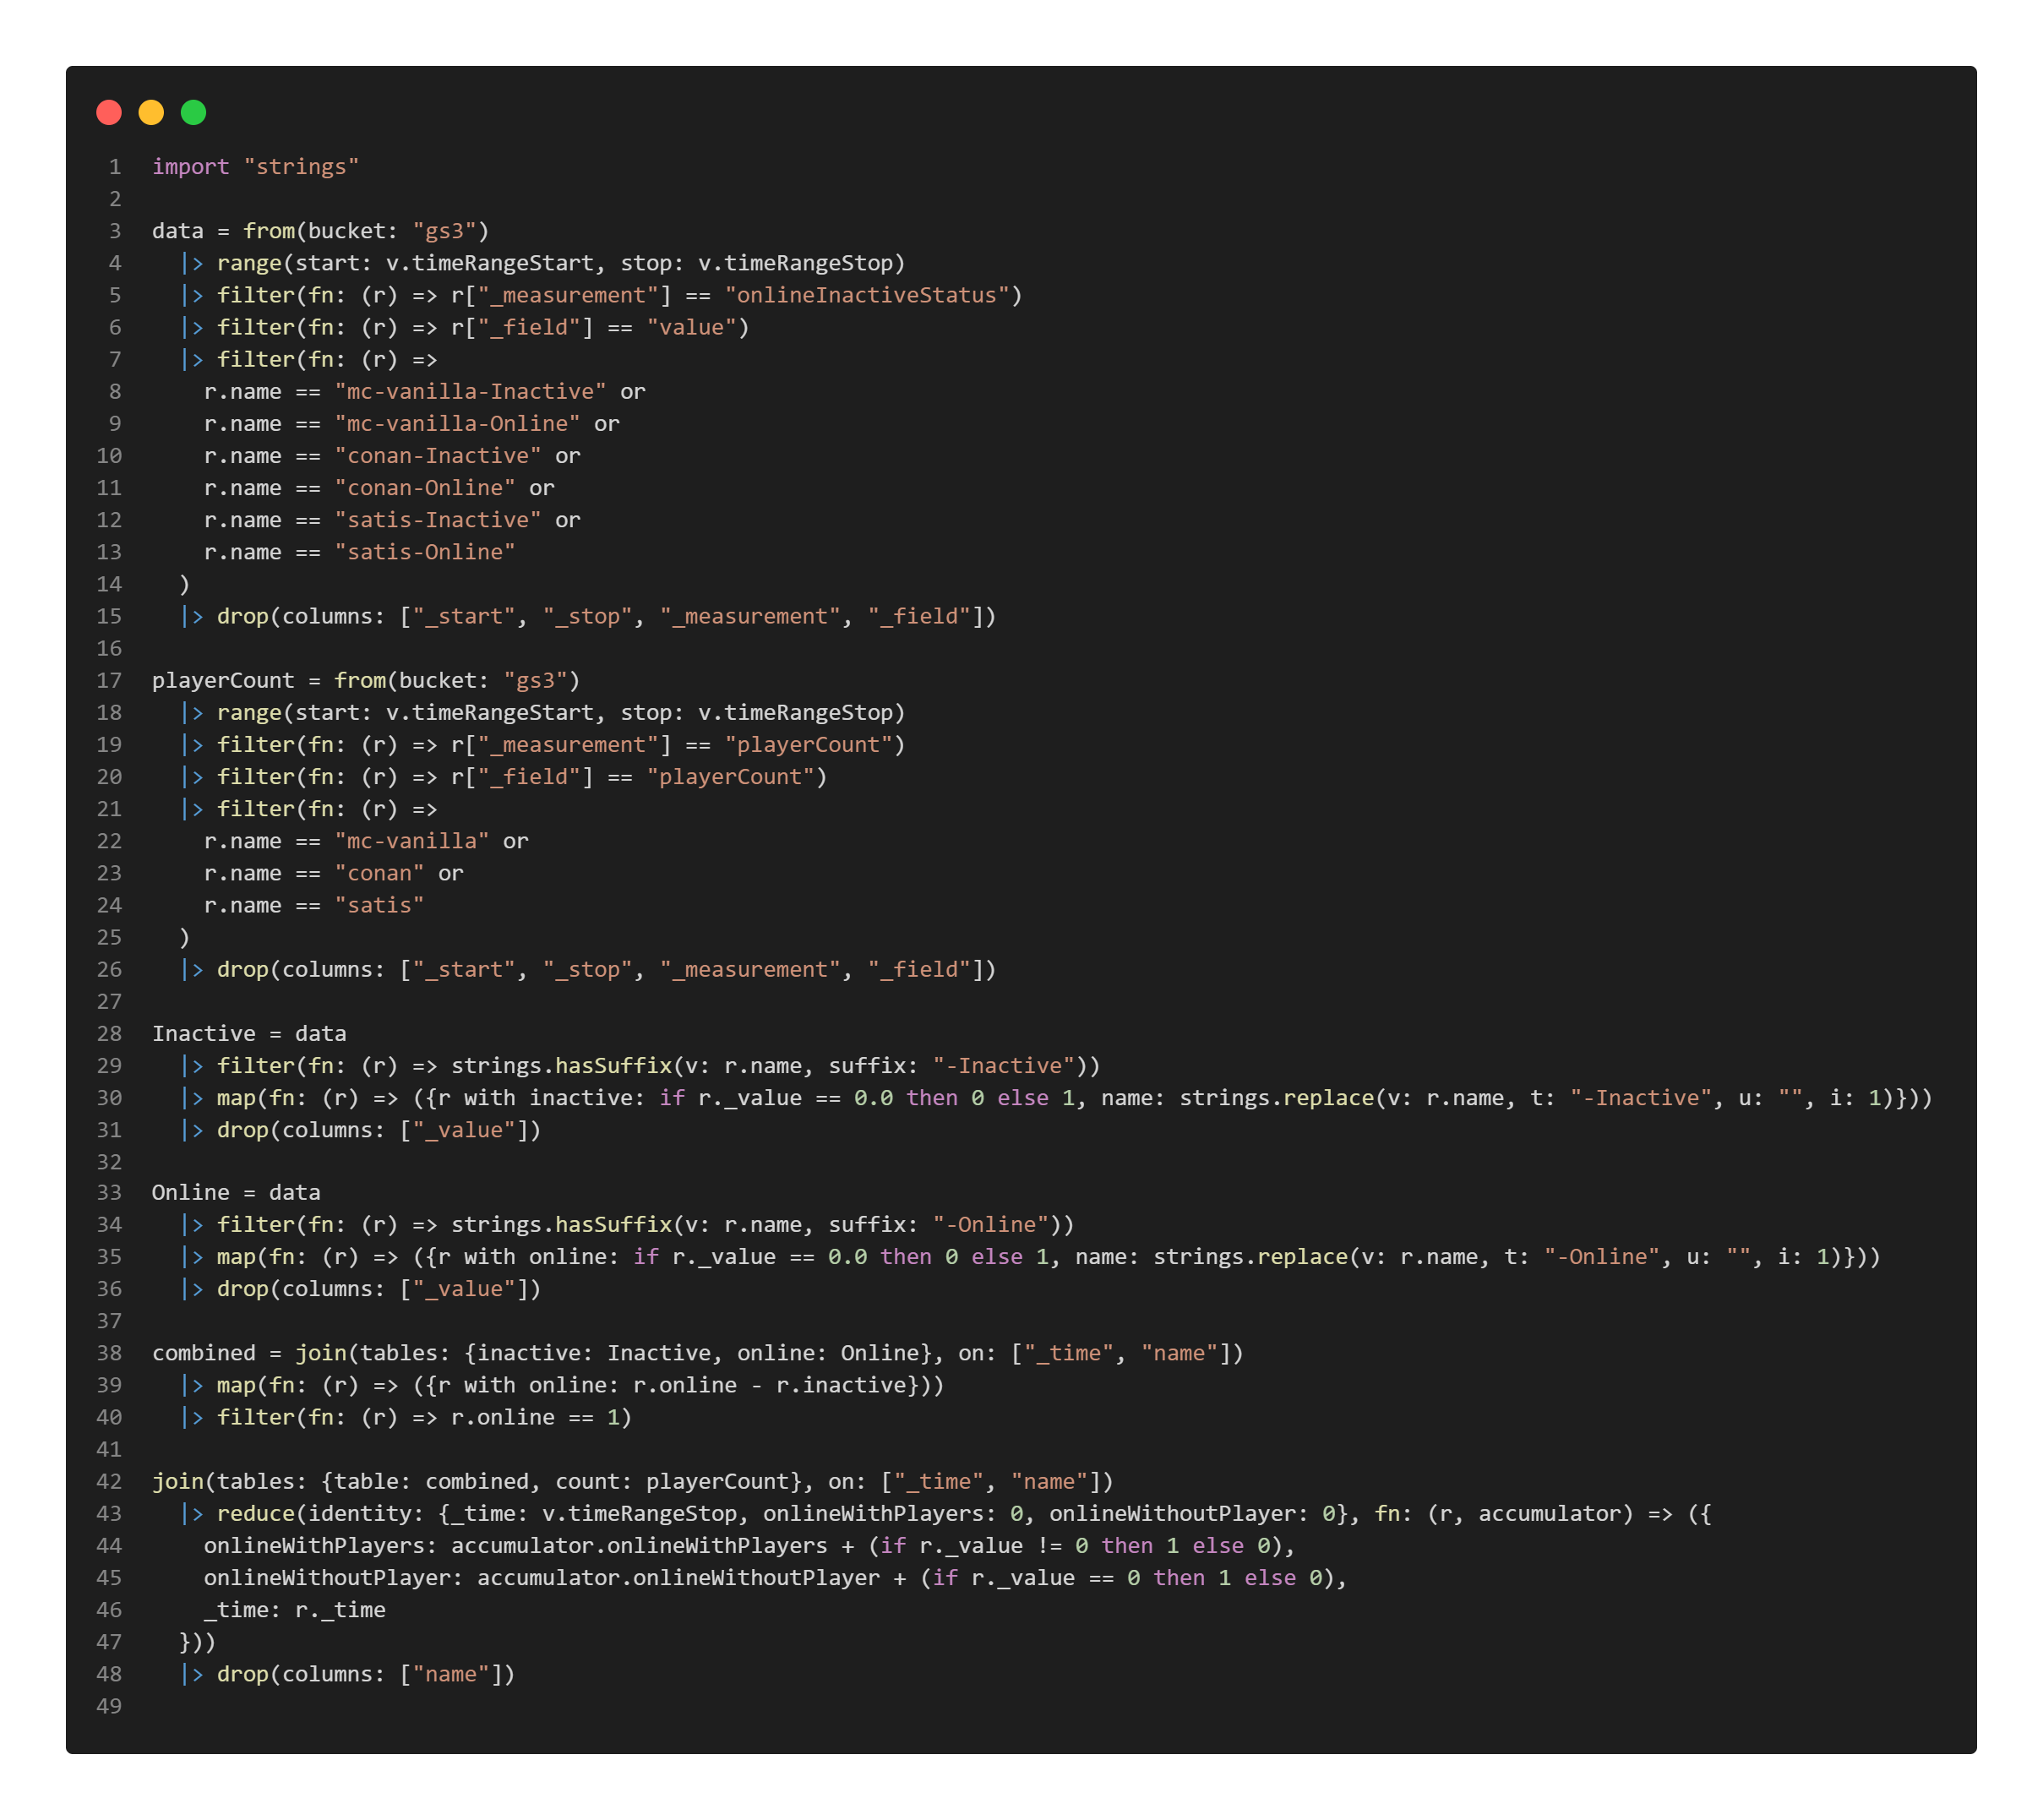 1 import "strings"
2
3 data = from(bucket: "gs3")
4   |> range(start: v.timeRangeStart, stop: v.timeRangeStop)
5   |> filter(fn: (r) => r["_measurement"] == "onlineInactiveStatus")
6   |> filter(fn: (r) => r["_field"] == "value")
7   |> filter(fn: (r) =>
8     r.name == "mc-vanilla-Inactive" or
9     r.name == "mc-vanilla-Online" or
10     r.name == "conan-Inactive" or
11     r.name == "conan-Online" or
12     r.name == "satis-Inactive" or
13     r.name == "satis-Online"
14   )
15   |> drop(columns: ["_start", "_stop", "_measurement", "_field"])
16
17 playerCount = from(bucket: "gs3")
18   |> range(start: v.timeRangeStart, stop: v.timeRangeStop)
19   |> filter(fn: (r) => r["_measurement"] == "playerCount")
20   |> filter(fn: (r) => r["_field"] == "playerCount")
21   |> filter(fn: (r) =>
22     r.name == "mc-vanilla" or
23     r.name == "conan" or
24     r.name == "satis"
25   )
26   |> drop(columns: ["_start", "_stop", "_measurement", "_field"])
27
28 Inactive = data
29   |> filter(fn: (r) => strings.hasSuffix(v: r.name, suffix: "-Inactive"))
30   |> map(fn: (r) => ({r with inactive: if r._value == 0.0 then 0 else 1, name: strings.replace(v: r.name, t: "-Inactive", u: "", i: 1)}))
31   |> drop(columns: ["_value"])
32
33 Online = data
34   |> filter(fn: (r) => strings.hasSuffix(v: r.name, suffix: "-Online"))
35   |> map(fn: (r) => ({r with online: if r._value == 0.0 then 0 else 1, name: strings.replace(v: r.name, t: "-Online", u: "", i: 1)}))
36   |> drop(columns: ["_value"])
37
38 combined = join(tables: {inactive: Inactive, online: Online}, on: ["_time", "name"])
39   |> map(fn: (r) => ({r with online: r.online - r.inactive}))
40   |> filter(fn: (r) => r.online == 1)
41
42 join(tables: {table: combined, count: playerCount}, on: ["_time", "name"])
43   |> reduce(identity: {_time: v.timeRangeStop, onlineWithPlayers: 0, onlineWithoutPlayer: 0}, fn: (r, accumulator) => ({
44     onlineWithPlayers: accumulator.onlineWithPlayers + (if r._value != 0 then 1 else 0),
45     onlineWithoutPlayer: accumulator.onlineWithoutPlayer + (if r._value == 0 then 1 else 0),
46     _time: r._time
47   }))
48   |> drop(columns: ["name"])
49